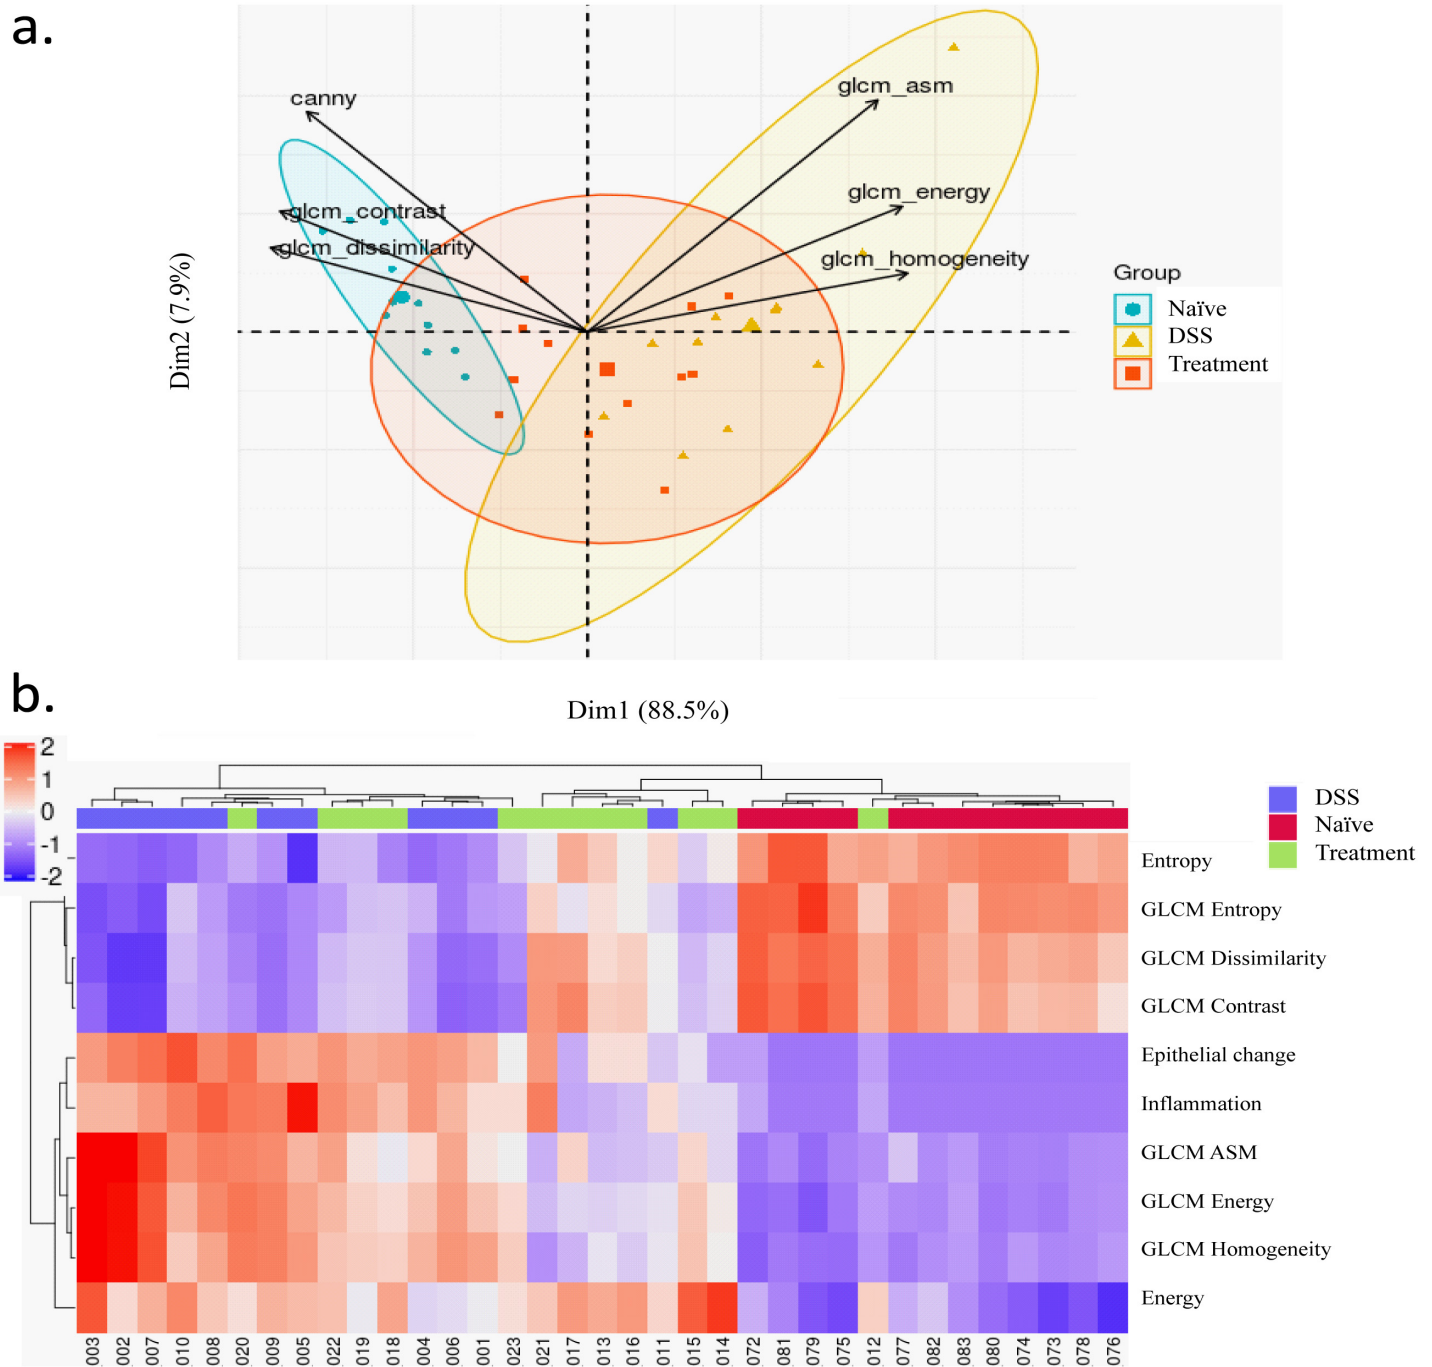 a.
canny
glcm_contrast
glcm_dissimilarity
glcm_asm
glcm_energy
glcm_homogeneity
Dim2 (7.9%)
Group
Naïve
DSS
Treatment
Dim1 (88.5%)
b.
2
1
0
-1
-2
DSS
Naïve
Treatment
Entropy
GLCM Entropy
GLCM Dissimilarity
GLCM Contrast
Epithelial change
Inflammation
GLCM ASM
GLCM Energy
GLCM Homogeneity
Energy
003 002 007 010 008 020 009 005 022 019 018 004 006 001 023 021 017 013 016 011 015 014 072 081 079 075 012 077 082 083 080 074 073 078 076